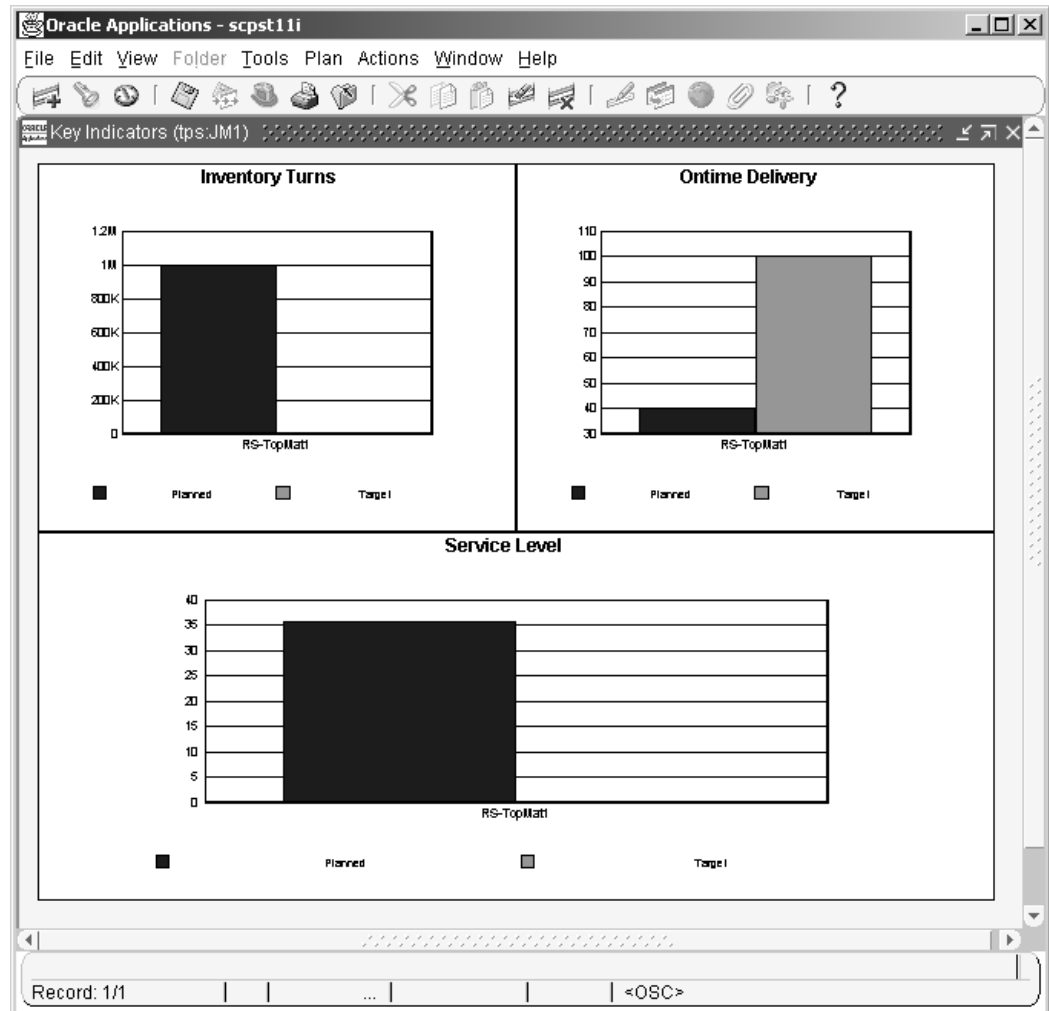 Oracle Applications - scpst11i
File Edit View Folder Tools Plan Actions Window Help
?
Key Indicators (tps:JM1)
Inventory Turns
1.2M
1M
800K
600K
400K
200K
0
RS-TopMatl
Planned Target
Ontime Delivery
110
100
90
80
70
60
50
40
30
RS-TopMatl
Planned Target
Service Level
40
35
30
25
20
15
10
5
0
RS-TopMatl
Planned Target
Record: 1/1 ... <OSC>